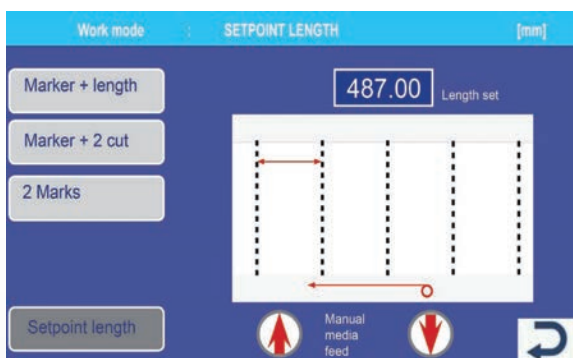 Work mode : SETPOINT LENGTH [mm]
Marker + length
487.00 Length set
Marker + 2 cut
2 Marks
Setpoint length
Manual
media
feed